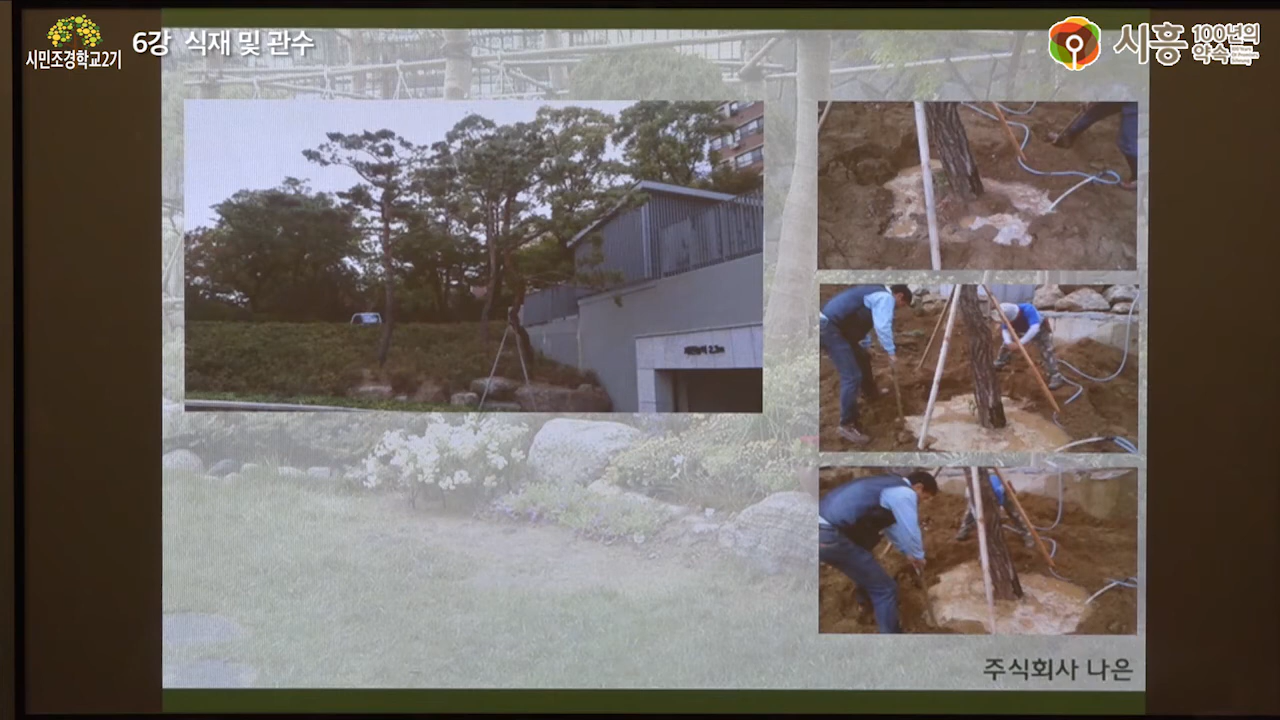 시민조경학교2기
6강 식재 및 관수
시흥
100년의
약속
주식회사 나은